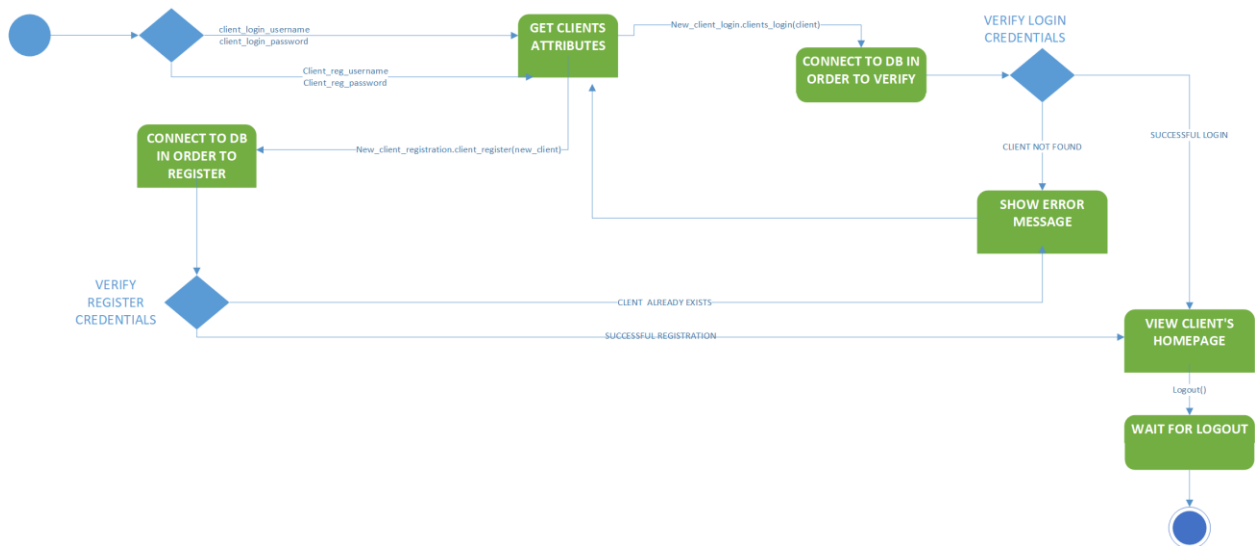 client_login_username
client_login_password
GET CLIENTS
ATTRIBUTES
New_client_login.clients_login(client)
VERIFY LOGIN
CREDENTIALS
CONNECT TO DB IN
ORDER TO VERIFY
Client_reg_username
Client_reg_password
SUCCESSFUL LOGIN
CONNECT TO DB
IN ORDER TO
REGISTER
New_client_registration.client_register(new_client)
CLIENT NOT FOUND
SHOW ERROR
MESSAGE
VERIFY
REGISTER
CREDENTIALS
CLENT ALREADY EXISTS
SUCCESSFUL REGISTRATION
VIEW CLIENT'S
HOMEPAGE
Logout()
WAIT FOR LOGOUT